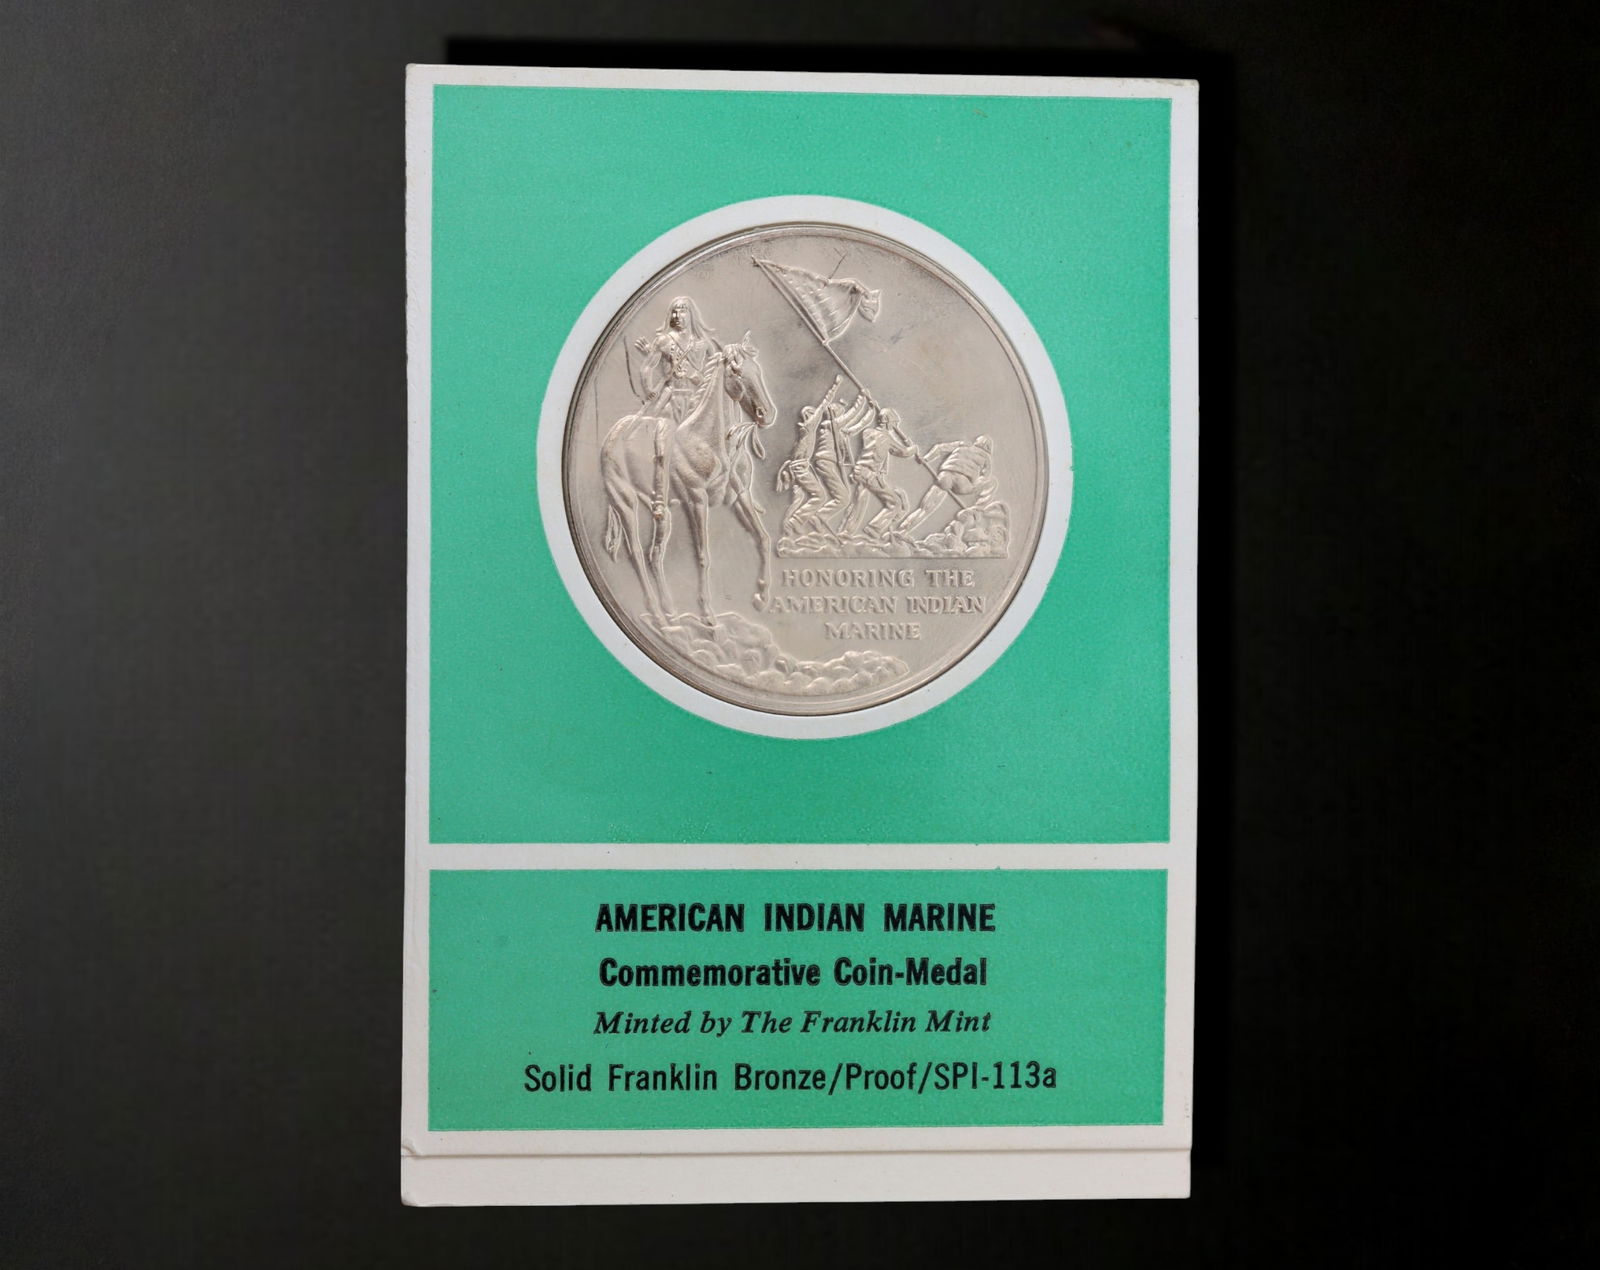 HONORING THE
AMERICAN INDIAN
MARINE
AMERICAN INDIAN MARINE
Commemorative Coin-Medal
Minted by The Franklin Mint
Solid Franklin Bronze/Proof/SPI-113a